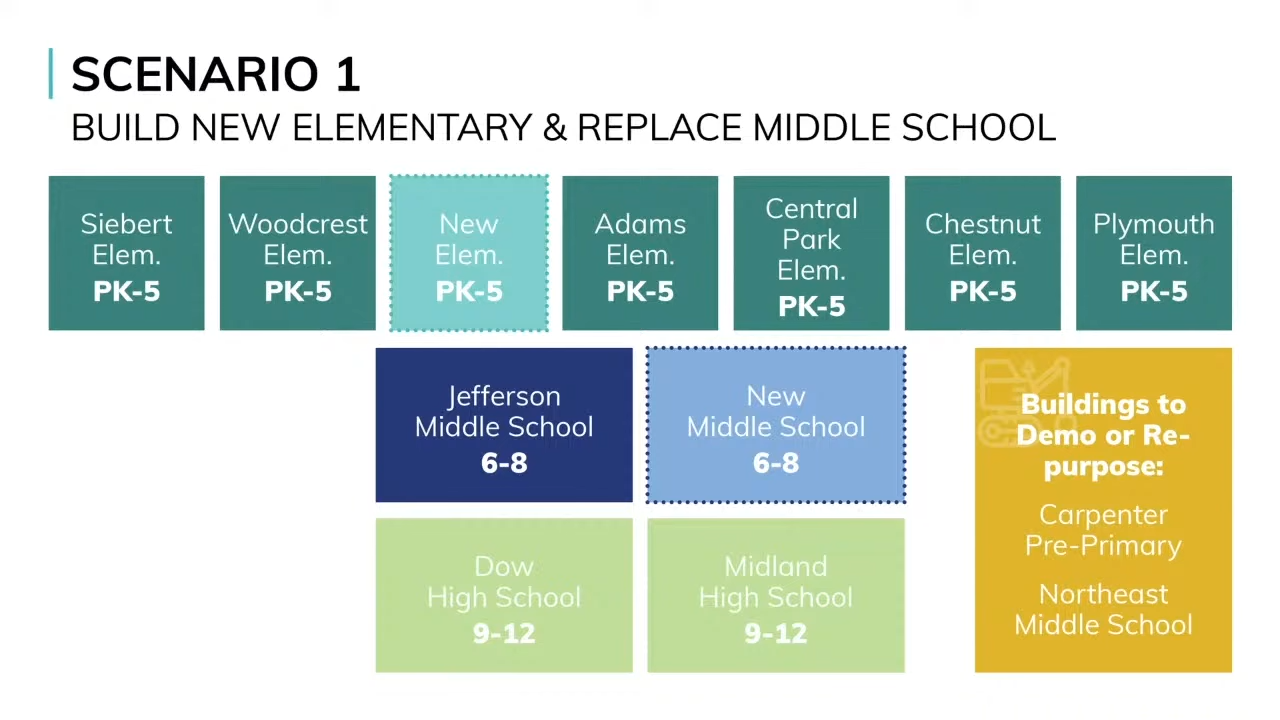 SCENARIO 1
BUILD NEW ELEMENTARY & REPLACE MIDDLE SCHOOL
Siebert
Elem.
PK-5
Woodcrest
Elem.
PK-5
New
Elem.
PK-5
Adams
Elem.
PK-5
Central
Park
Elem.
PK-5
Chestnut
Elem.
PK-5
Plymouth
Elem.
PK-5
Jefferson
Middle School
6-8
New
Middle School
6-8
Dow
High School
9-12
Midland
High School
9-12
Buildings to
Demo or Re-
purpose:
Carpenter
Pre-Primary
Northeast
Middle School